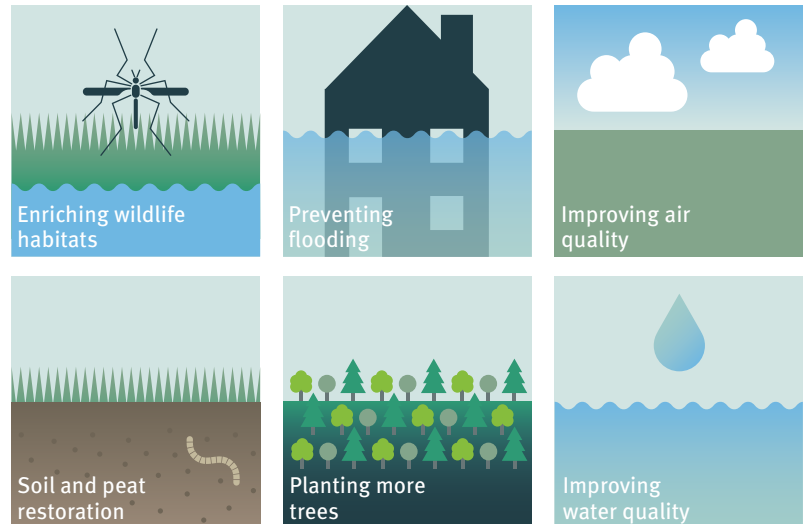 Enriching wildlife
habitats
Preventing
flooding
Improving air
quality
Soil and peat
restoration
Planting more
trees
Improving
water quality